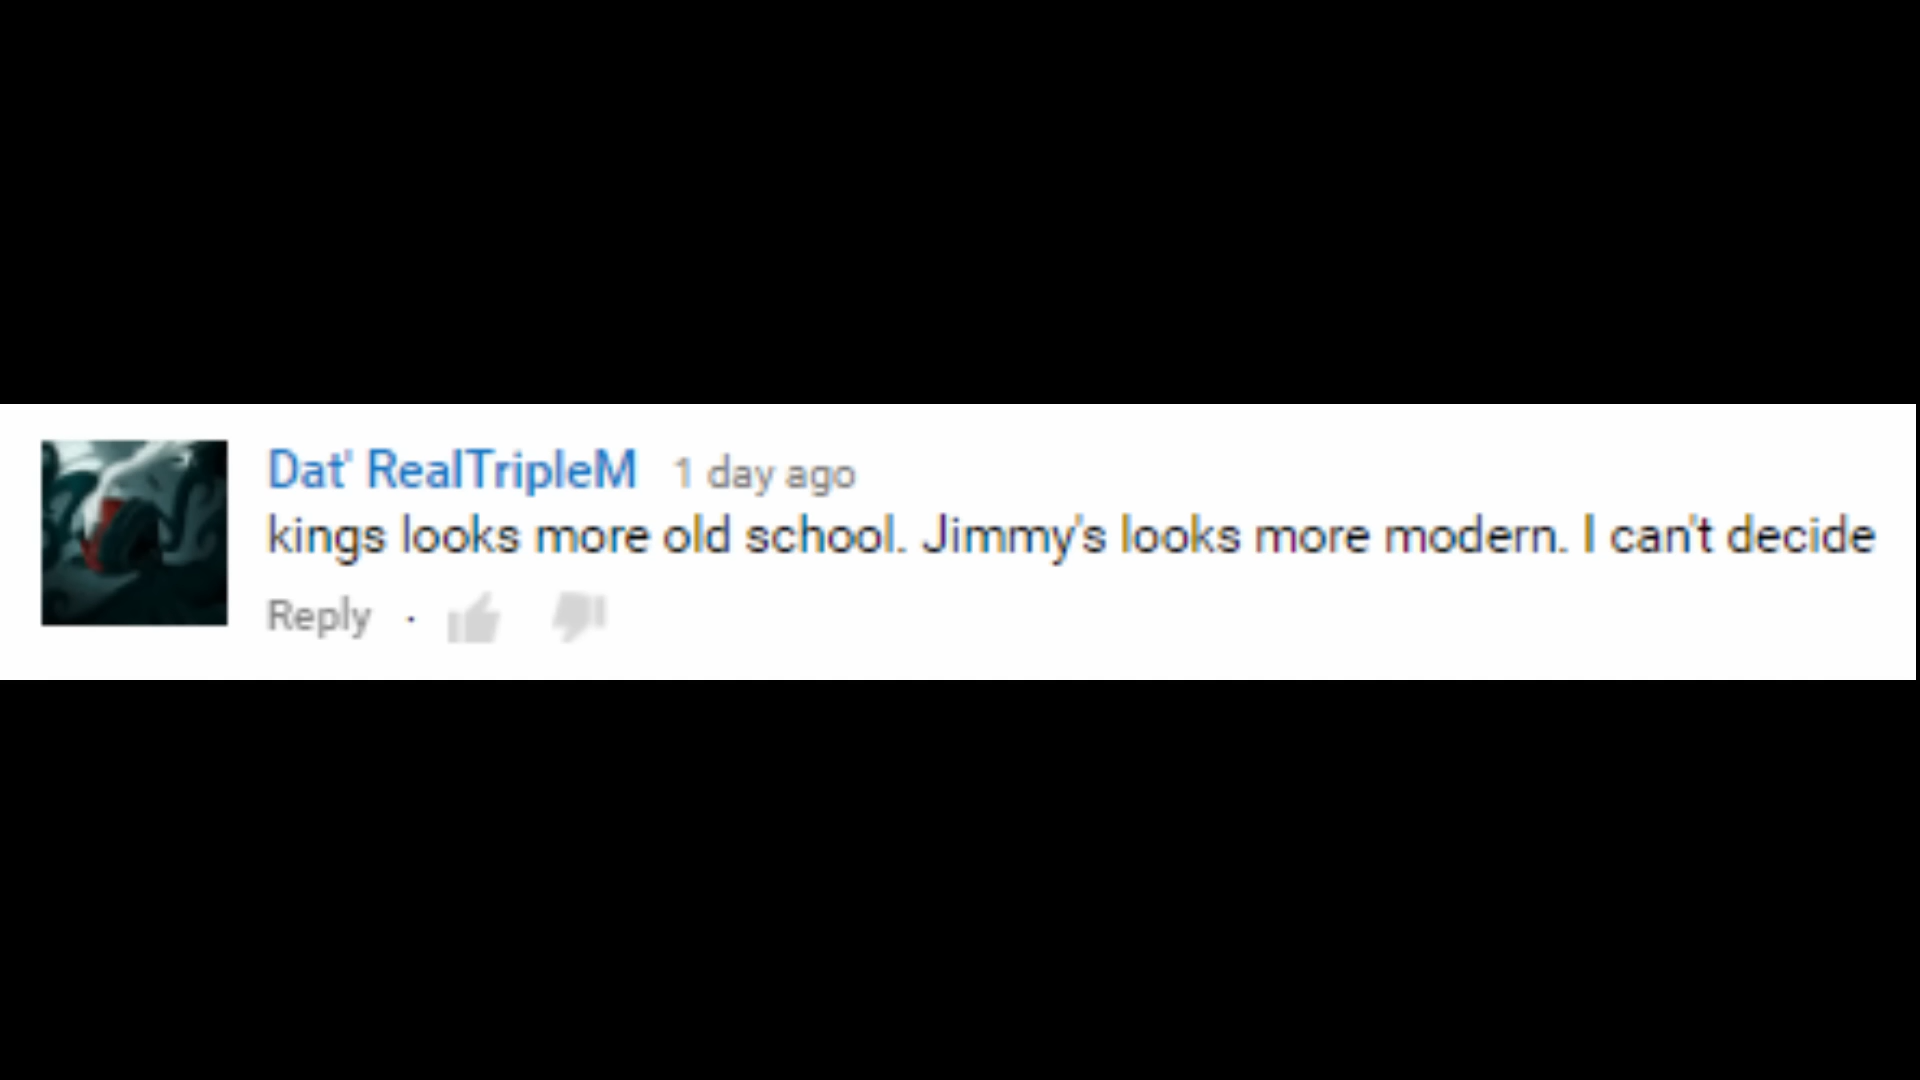 Dat' RealTripleM 1 day ago
kings looks more old school. Jimmy's looks more modern. I can't decide
Reply ·